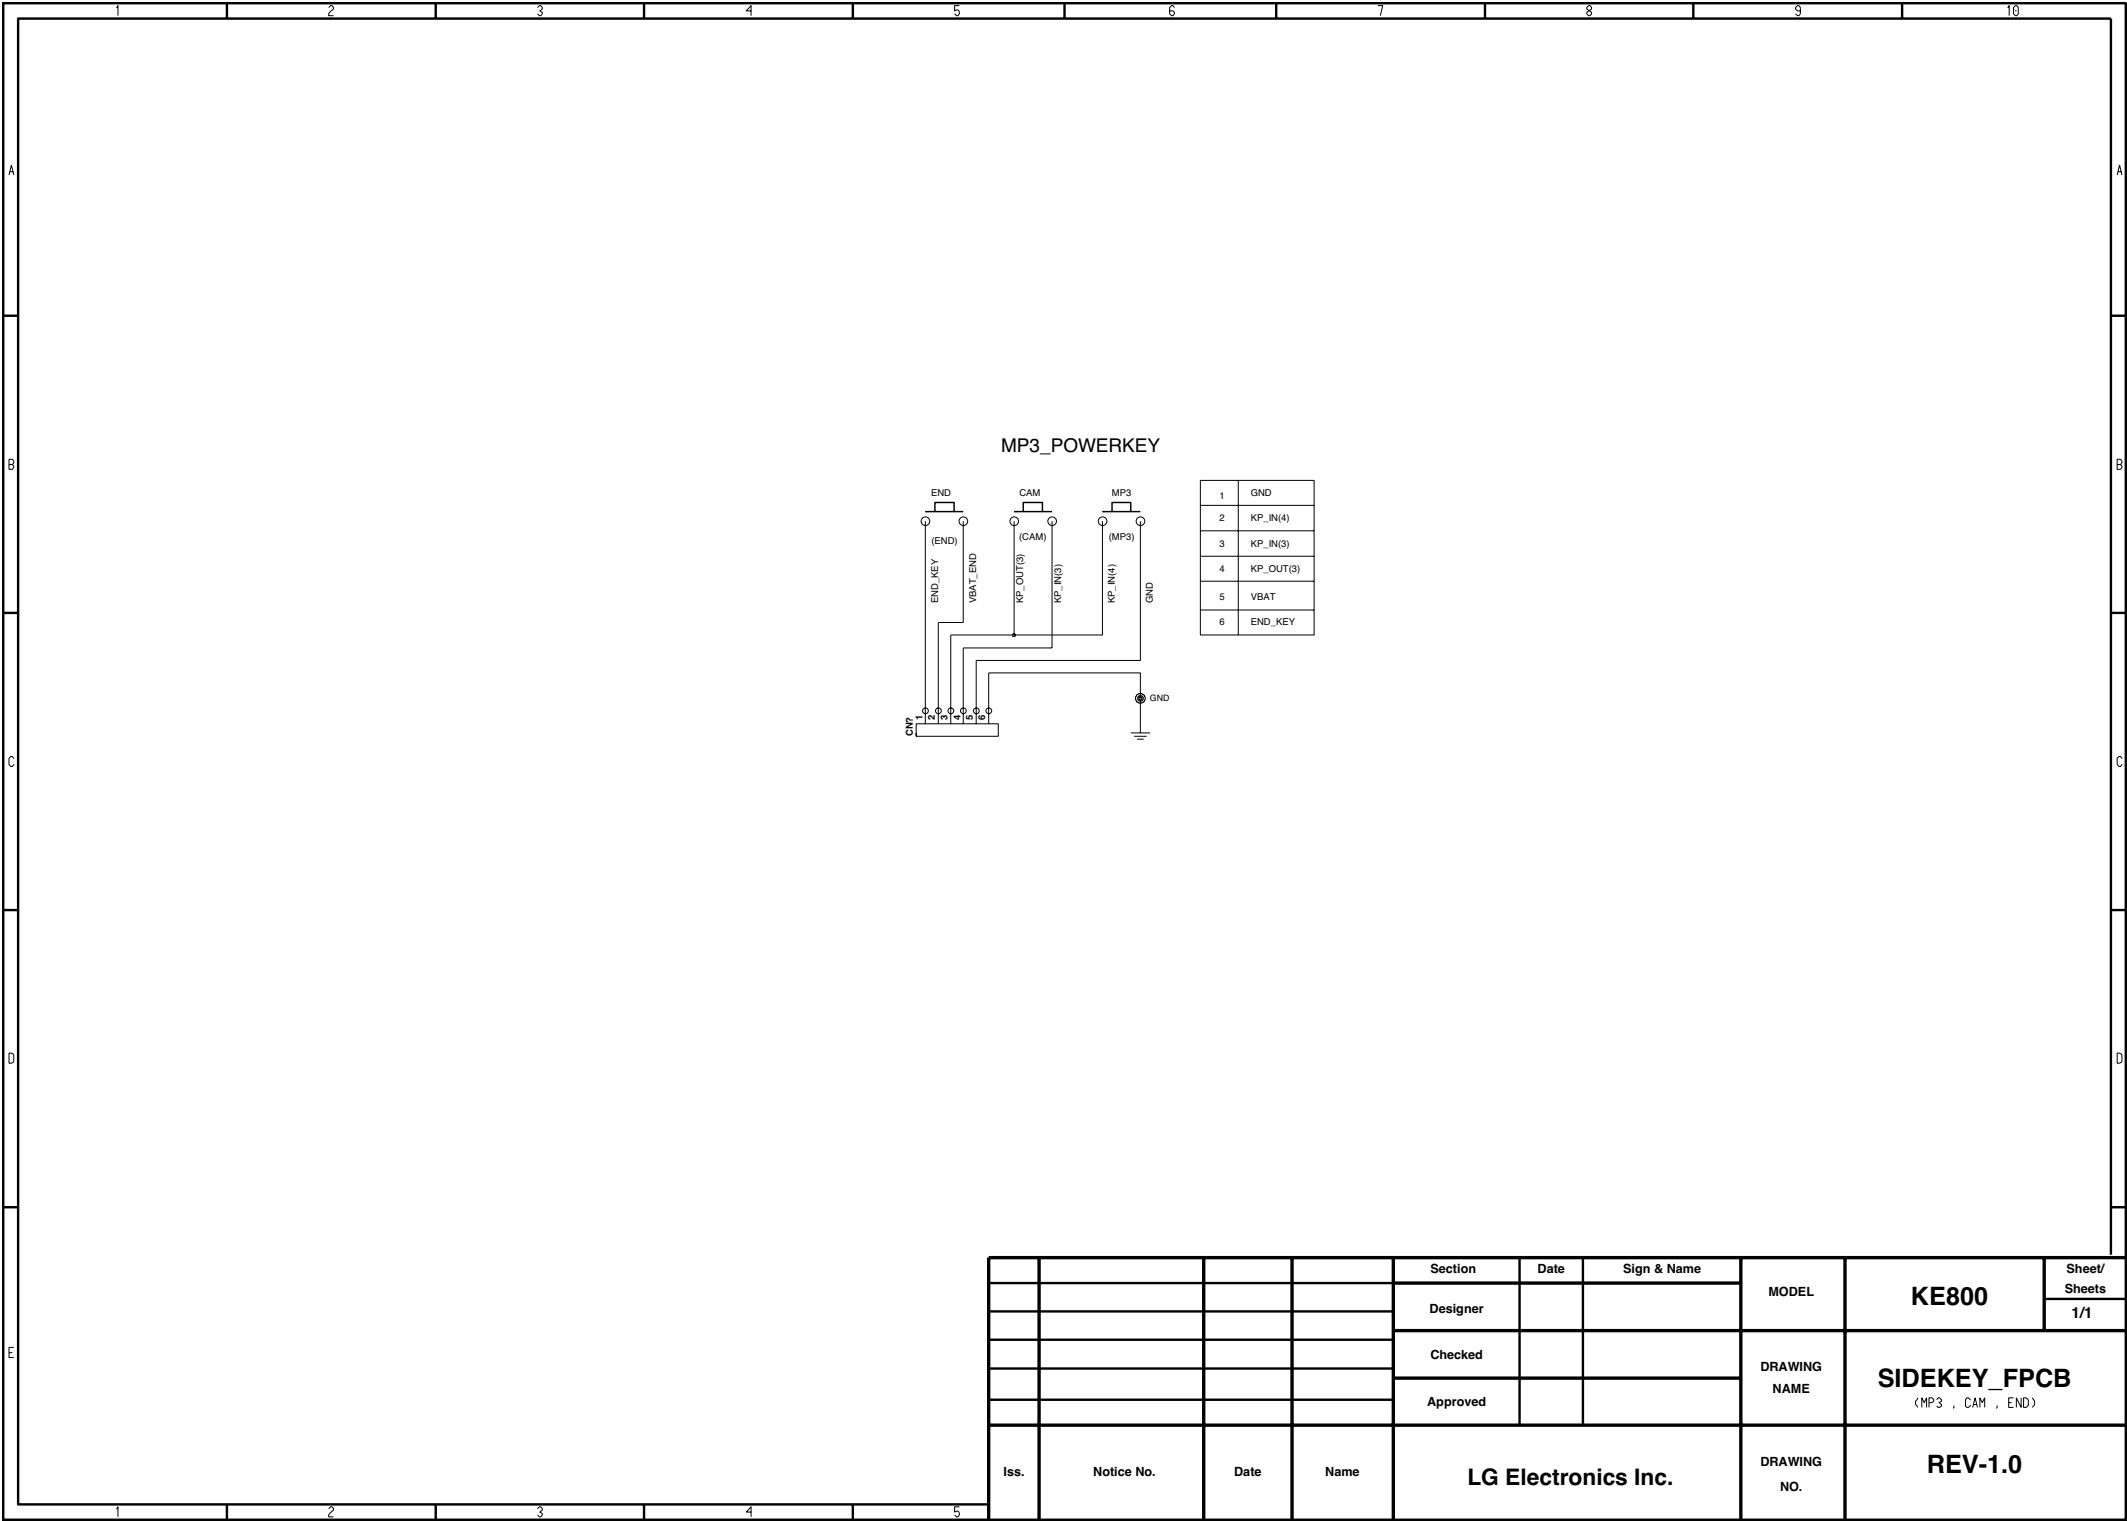 1 2 3 4 5 6 7 8 9 10
A A
B B
C C
D D
E
MP3_POWERKEY
END CAM MP3
(END) (CAM) (MP3)
END_KEY
VBAT_END
KP_OUT(3)
KP_IN(3)
KP_IN(4)
GND
1 GND
2 KP_IN(4)
3 KP_IN(3)
4 KP_OUT(3)
5 VBAT
6 END_KEY
GND
CN?
1 2 3 4 5 6
Section Date Sign & Name
Designer
Checked
Approved
MODEL
KE800
Sheet/
Sheets
1/1
DRAWING
NAME
SIDEKEY_FPCB
(MP3 , CAM , END)
Iss. Notice No. Date Name
LG Electronics Inc.
DRAWING
NO.
REV-1.0
1 2 3 4 5